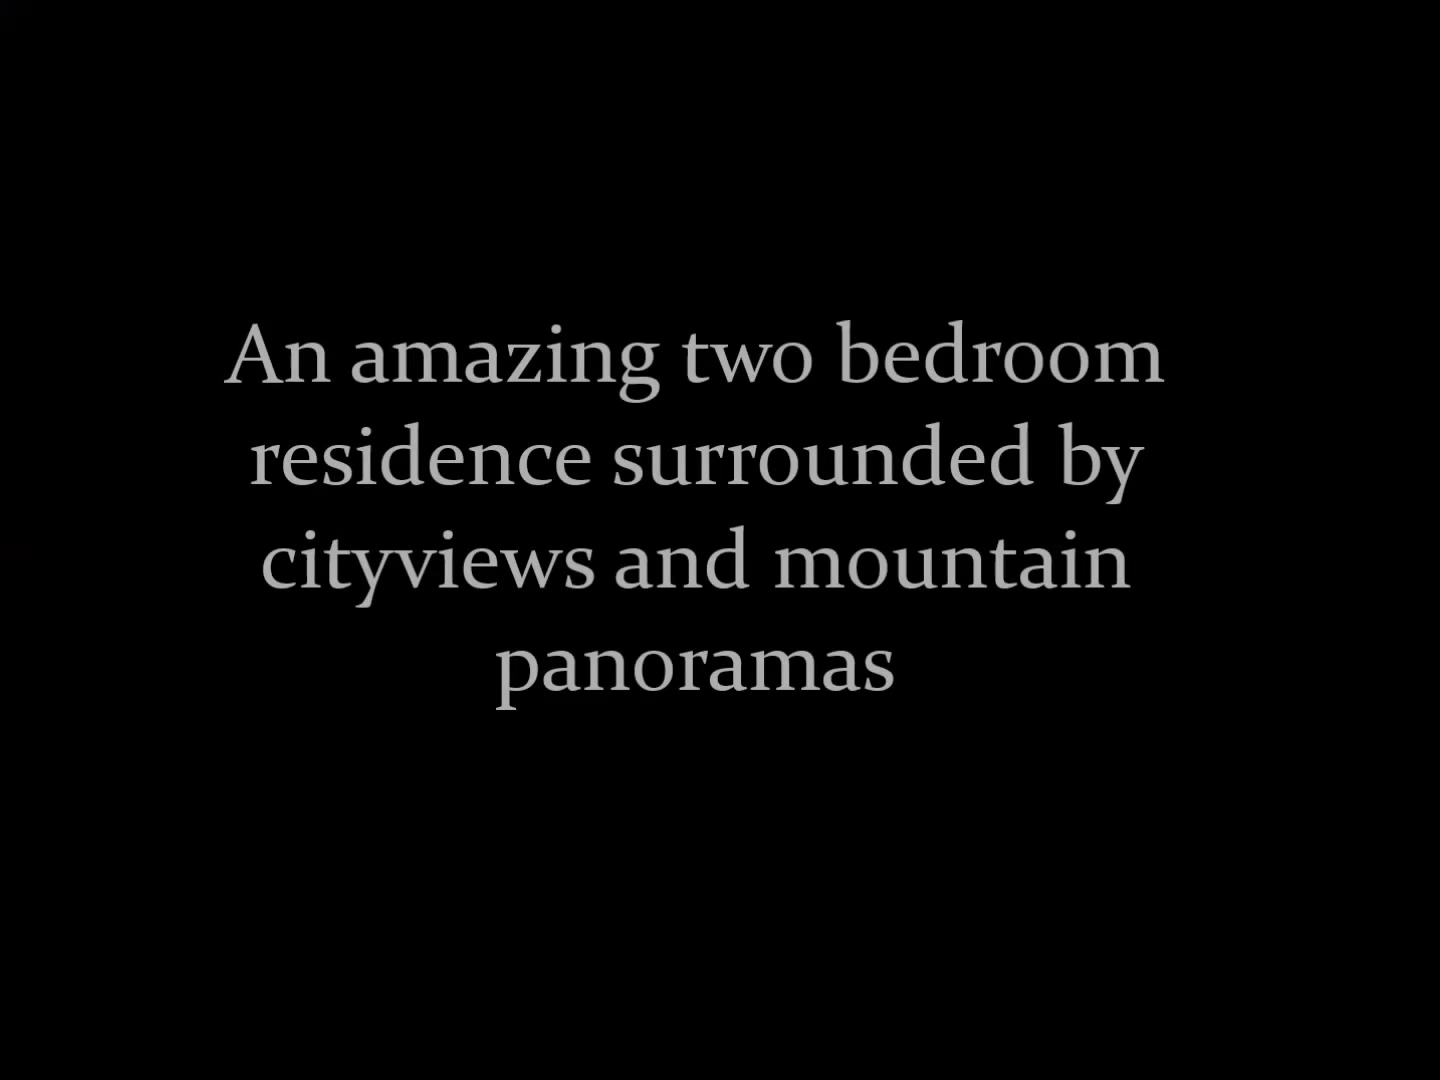 An amazing two bedroom
residence surrounded by
cityviews and mountain
panoramas